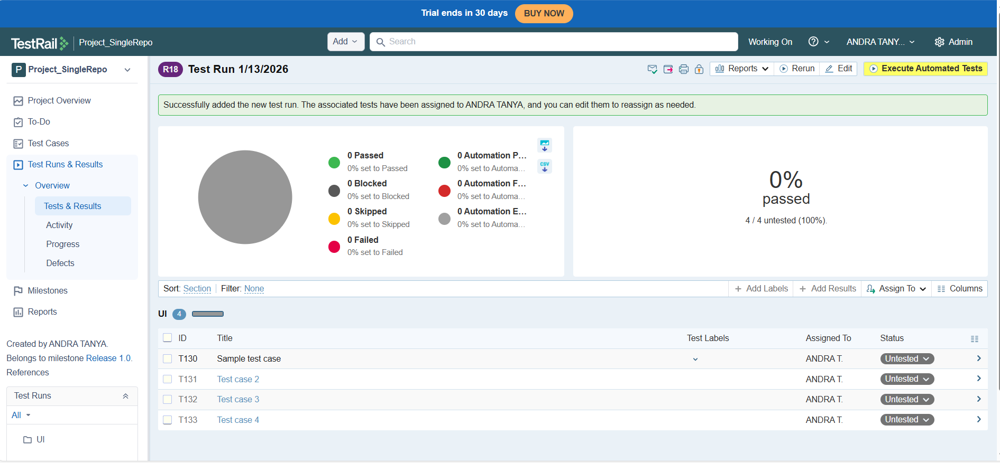 Trial ends in 30 days BUY NOW
TestRail Project_SingleRepo Add Search Working On ANDRA TANY... Admin
P Project_SingleRepo
Project Overview
To-Do
Test Cases
Test Runs & Results
Overview
Tests & Results
Activity
Progress
Defects
Milestones
Reports
Created by ANDRA TANYA.
Belongs to milestone Release 1.0.
References
Test Runs
All
UI
R18 Test Run 1/13/2026 Reports Rerun Edit Execute Automated Tests
Successfully added the new test run. The associated tests have been assigned to ANDRA TANYA, and you can edit them to reassign as needed.
0 Passed
0% set to Passed
0 Blocked
0% set to Blocked
0 Skipped
0% set to Skipped
0 Failed
0% set to Failed
0 Automation P...
0% set to Automa...
0 Automation F...
0% set to Automa...
0 Automation E...
0% set to Automa...
CSV
0%
passed
4 / 4 untested (100%).
Sort: Section Filter: None Add Labels Add Results Assign To Columns
UI 4
ID Title Test Labels Assigned To Status
T130 Sample test case ANDRA T. Untested
T131 Test case 2 ANDRA T. Untested
T132 Test case 3 ANDRA T. Untested
T133 Test case 4 ANDRA T. Untested